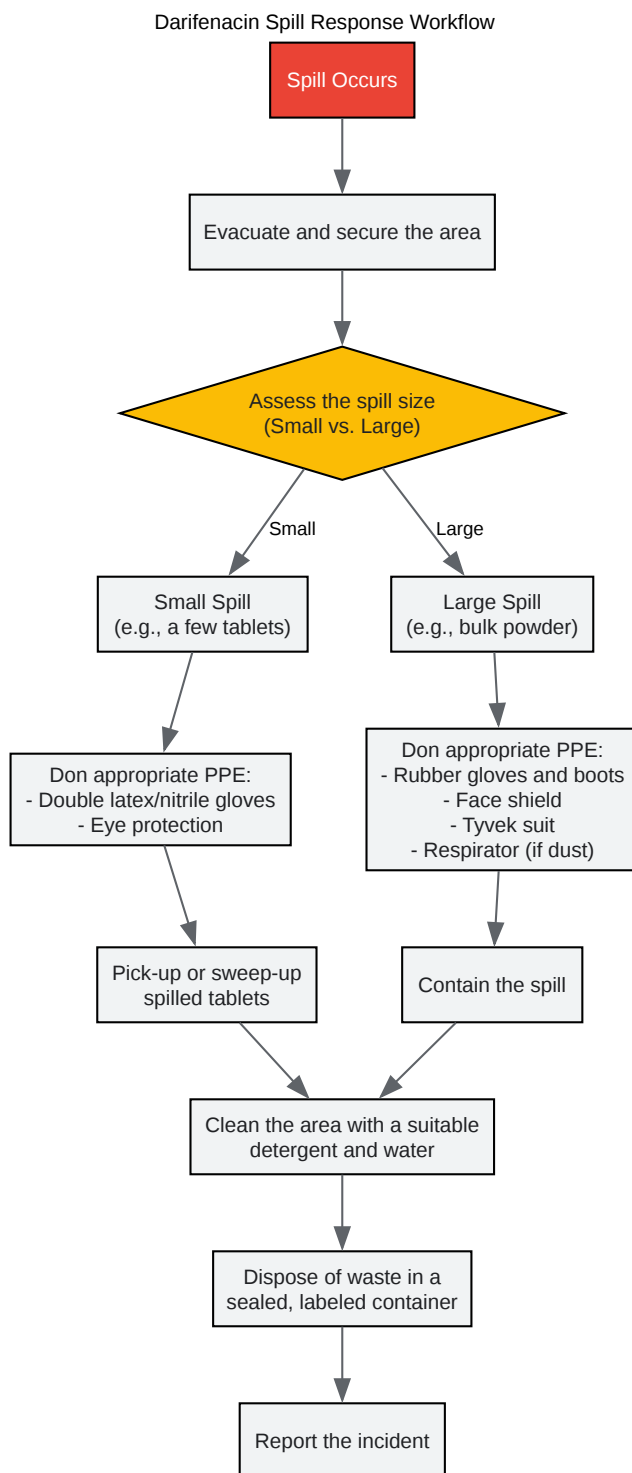 Darifenacin Spill Response Workflow
Spill Occurs
Evacuate and secure the area
Assess the spill size
(Small vs. Large)
Small
Large
Small Spill
(e.g., a few tablets)
Large Spill
(e.g., bulk powder)
Don appropriate PPE:
- Double latex/nitrile gloves
- Eye protection
Don appropriate PPE:
- Rubber gloves and boots
- Face shield
- Tyvek suit
- Respirator (if dust)
Pick-up or sweep-up
spilled tablets
Contain the spill
Clean the area with a suitable
detergent and water
Dispose of waste in a
sealed, labeled container
Report the incident